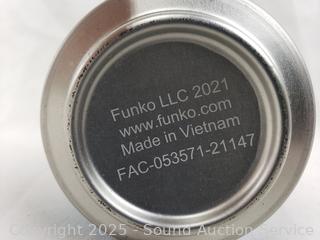 Funko LLC 2021
www.funko.com
Made in Vietnam
FAC-053571-21147
Copyright 2025 - Sound Auction Service